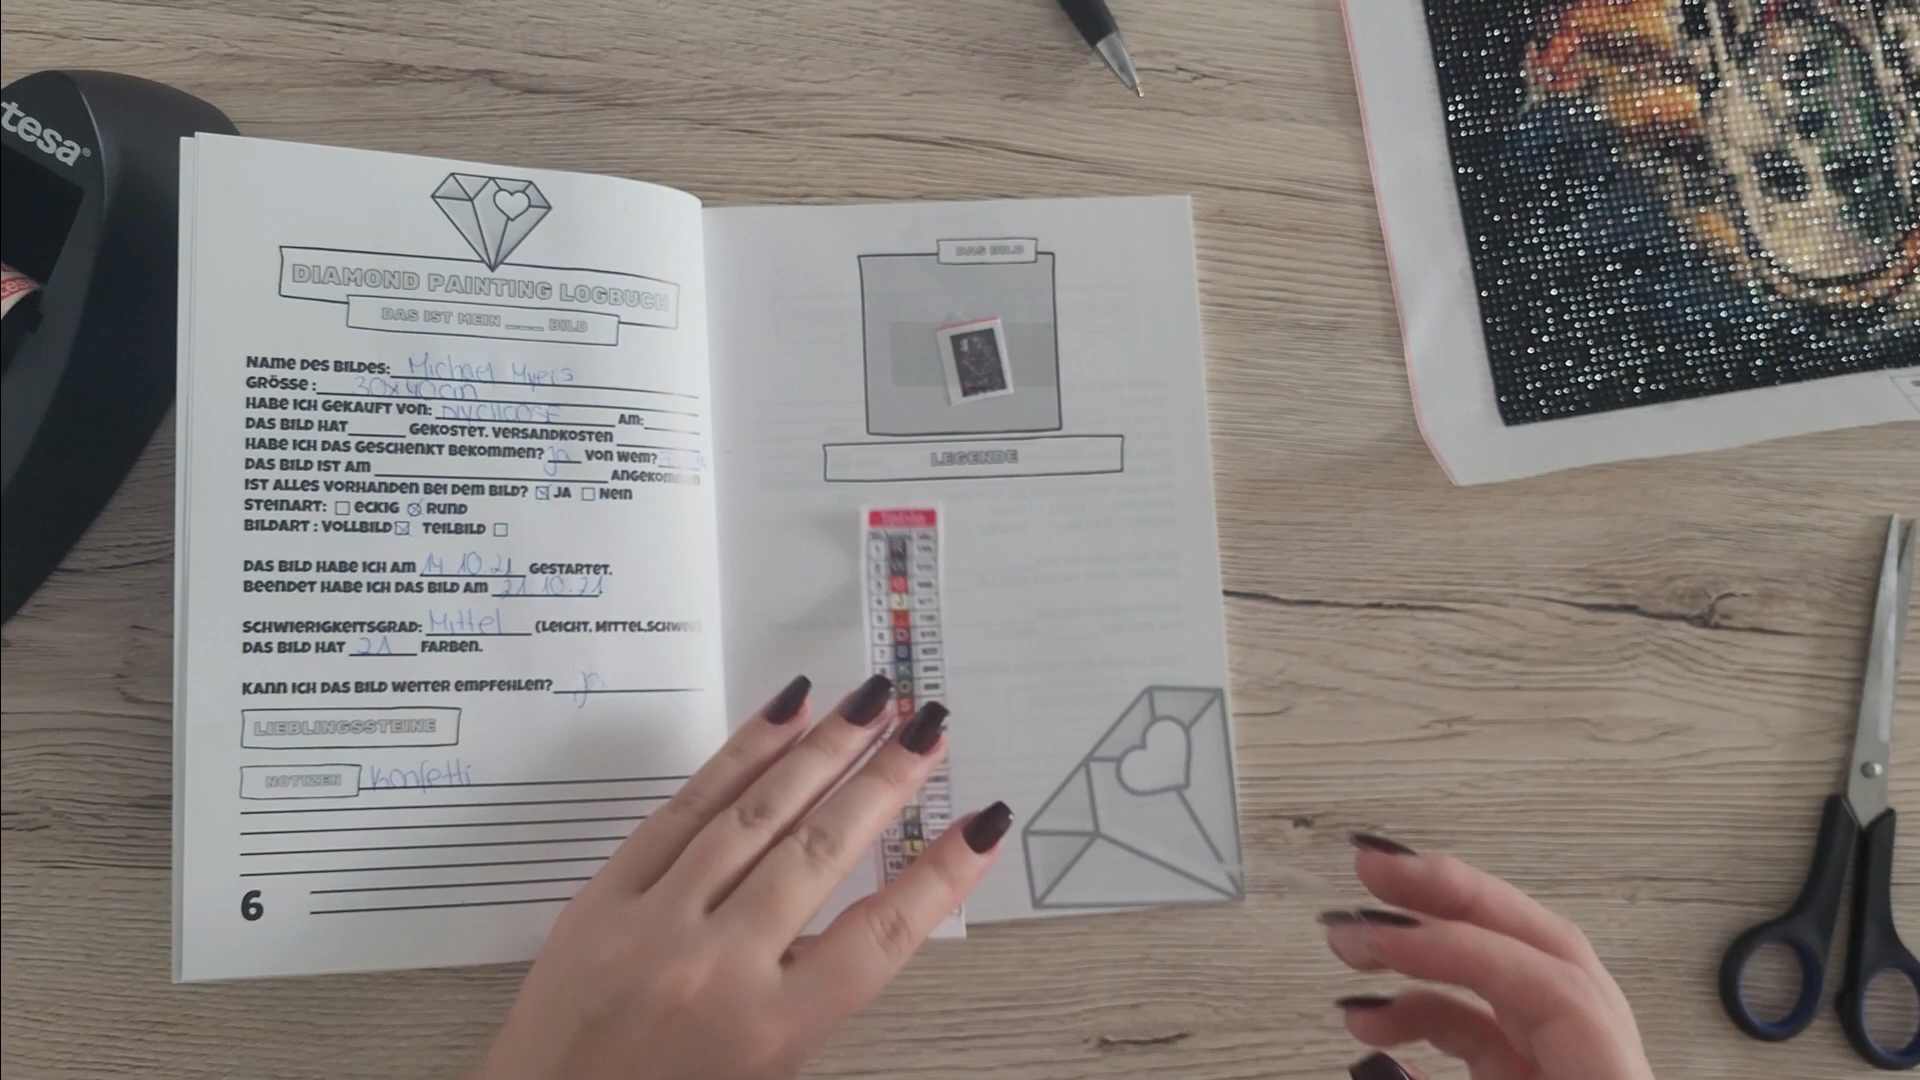 tesa®
DIAMOND PAINTING LOGBUCH
DAS IST MEIN ____ BILD
NAME DES BILDES: Michael Myers
GRÖSSE: 30x40cm
HABE ICH GEKAUFT VON: DIYCHOOSE AM:
DAS BILD HAT GEKOSTET. VERSANDKOSTEN
HABE ICH DAS GESCHENKT BEKOMMEN? Ja VON WEM?
DAS BILD IST AM ANGEKOMMEN
IST ALLES VORHANDEN BEI DEM BILD? JA NEIN
STEINART: ECKIG RUND
BILDART: VOLLBILD TEILBILD
DAS BILD HABE ICH AM 14.10.21 GESTARTET.
BEENDET HABE ICH DAS BILD AM 21.10.21
SCHWIERIGKEITSGRAD: Mittel (LEICHT, MITTEL,SCHWER
DAS BILD HAT 21 FARBEN.
KANN ICH DAS BILD WEITER EMPFEHLEN? ja
LIEBLINGSSTEINE
NOTIZEN Konfetti
6
DAS BILD
LEGENDE